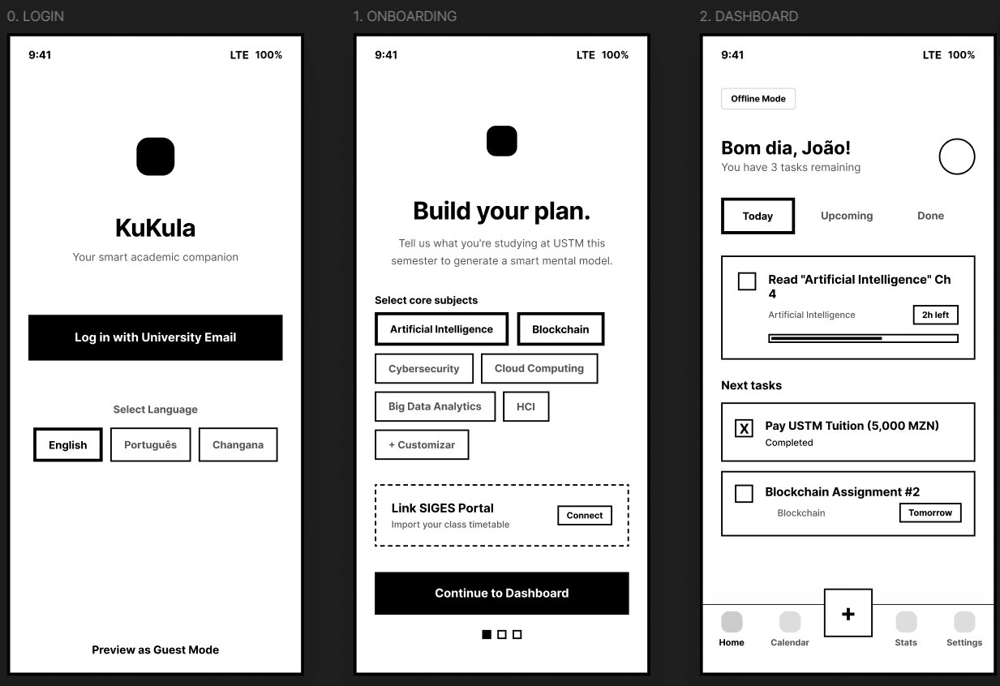 0. LOGIN
9:41
LTE 100%
KuKula
Your smart academic companion
Log in with University Email
Select Language
English
Português
Changana
Preview as Guest Mode
1. ONBOARDING
9:41
LTE 100%
Build your plan.
Tell us what you're studying at USTM this
semester to generate a smart mental model.
Select core subjects
Artificial Intelligence
Blockchain
Cybersecurity
Cloud Computing
Big Data Analytics
HCI
+ Customizar
Link SIGES Portal
Import your class timetable
Connect
Continue to Dashboard
2. DASHBOARD
9:41
LTE 100%
Offline Mode
Bom dia, João!
You have 3 tasks remaining
Today
Upcoming
Done
Read "Artificial Intelligence" Ch
4
Artificial Intelligence
2h left
Next tasks
X
Pay USTM Tuition (5,000 MZN)
Completed
Blockchain Assignment #2
Blockchain
Tomorrow
+
Home
Calendar
Stats
Settings